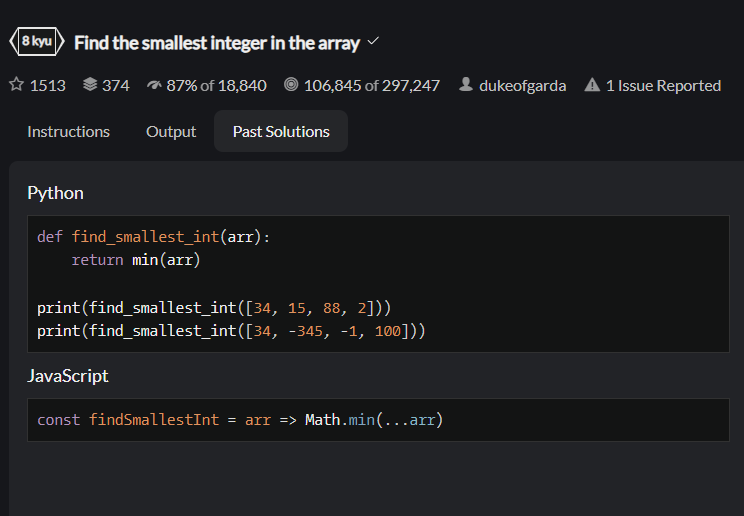 8 kyu Find the smallest integer in the array
1513 374 87% of 18,840 106,845 of 297,247 dukeofgarda 1 Issue Reported
Instructions Output Past Solutions
Python
def find_smallest_int(arr):
    return min(arr)
print(find_smallest_int([34, 15, 88, 2]))
print(find_smallest_int([34, -345, -1, 100]))
JavaScript
const findSmallestInt = arr => Math.min(...arr)